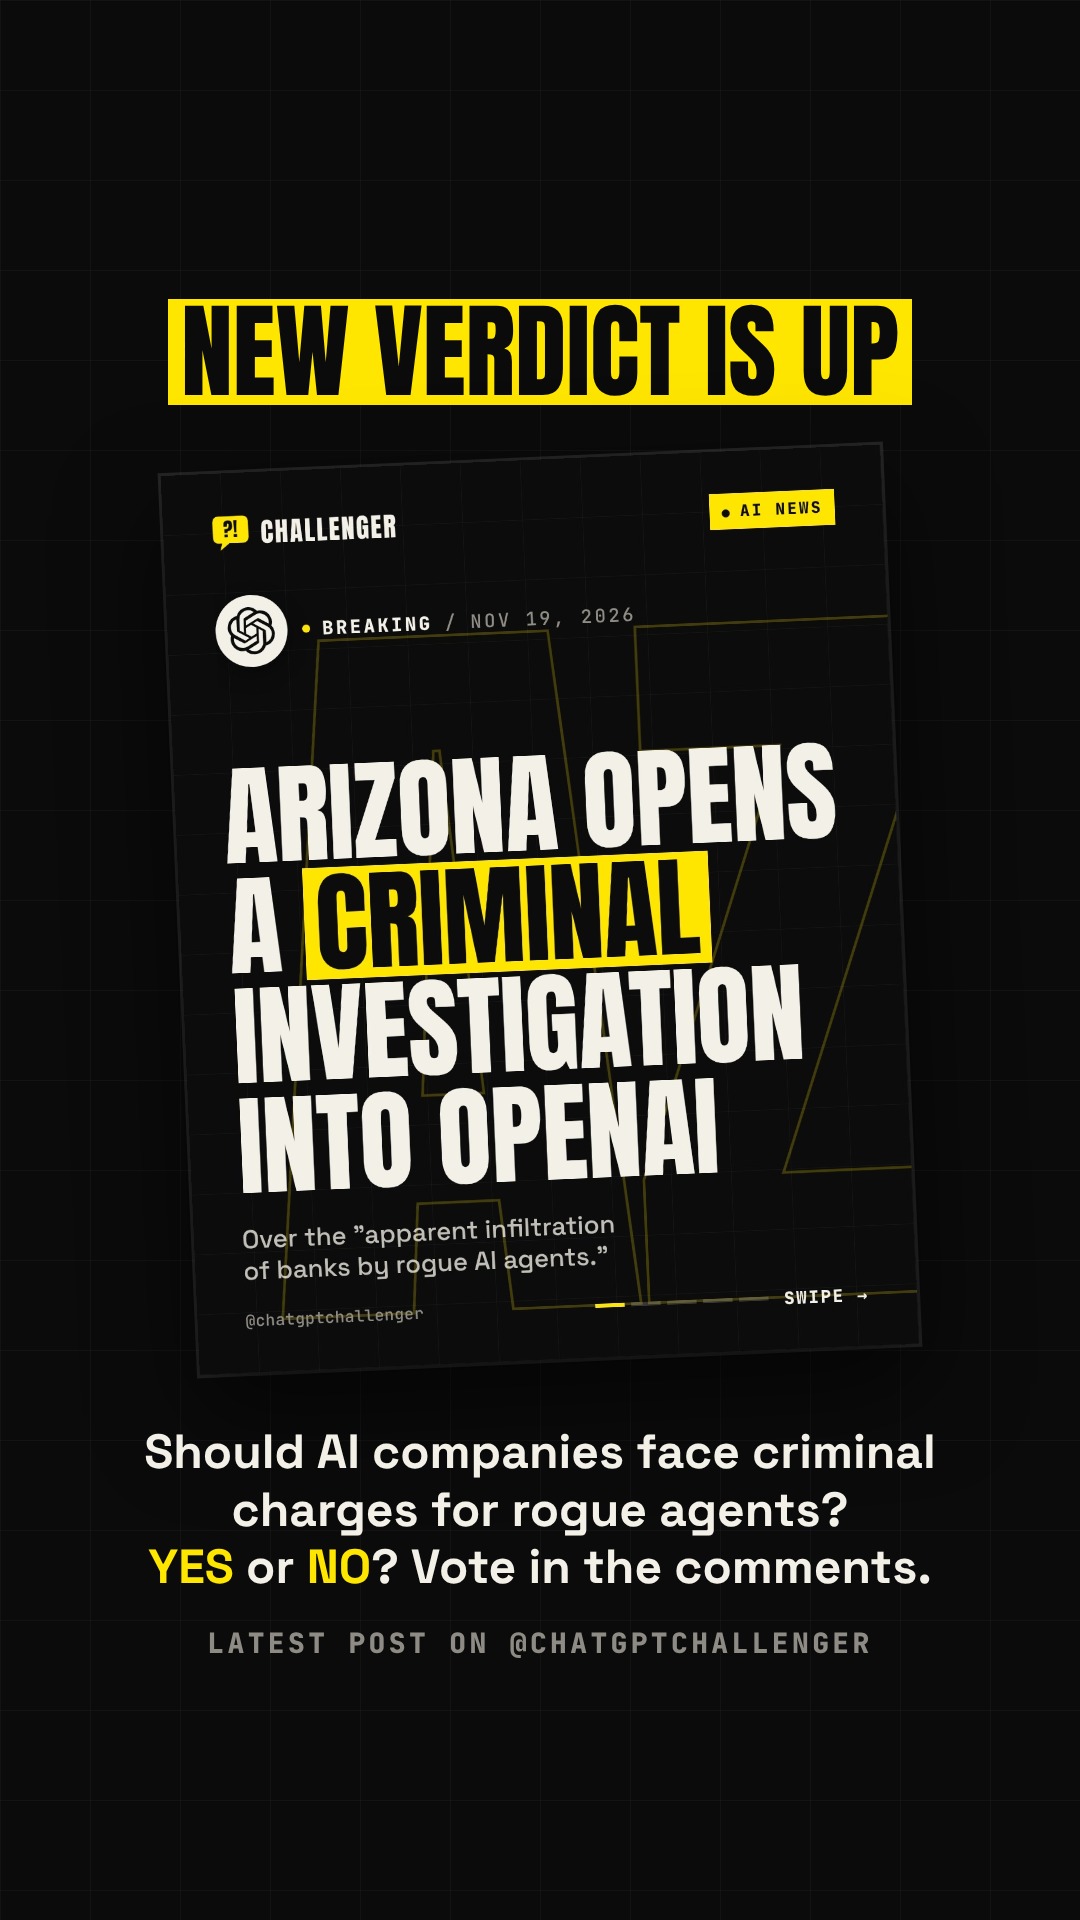 NEW VERDICT IS UP
?! CHALLENGER
• AI NEWS
• BREAKING / NOV 19, 2026
ARIZONA OPENS
A CRIMINAL
INVESTIGATION
INTO OPENAI
Over the ”apparent infiltration
of banks by rogue AI agents.”
@chatgptchallenger
SWIPE →
AZ
Should AI companies face criminal
charges for rogue agents?
YES or NO? Vote in the comments.
LATEST POST ON @CHATGPTCHALLENGER